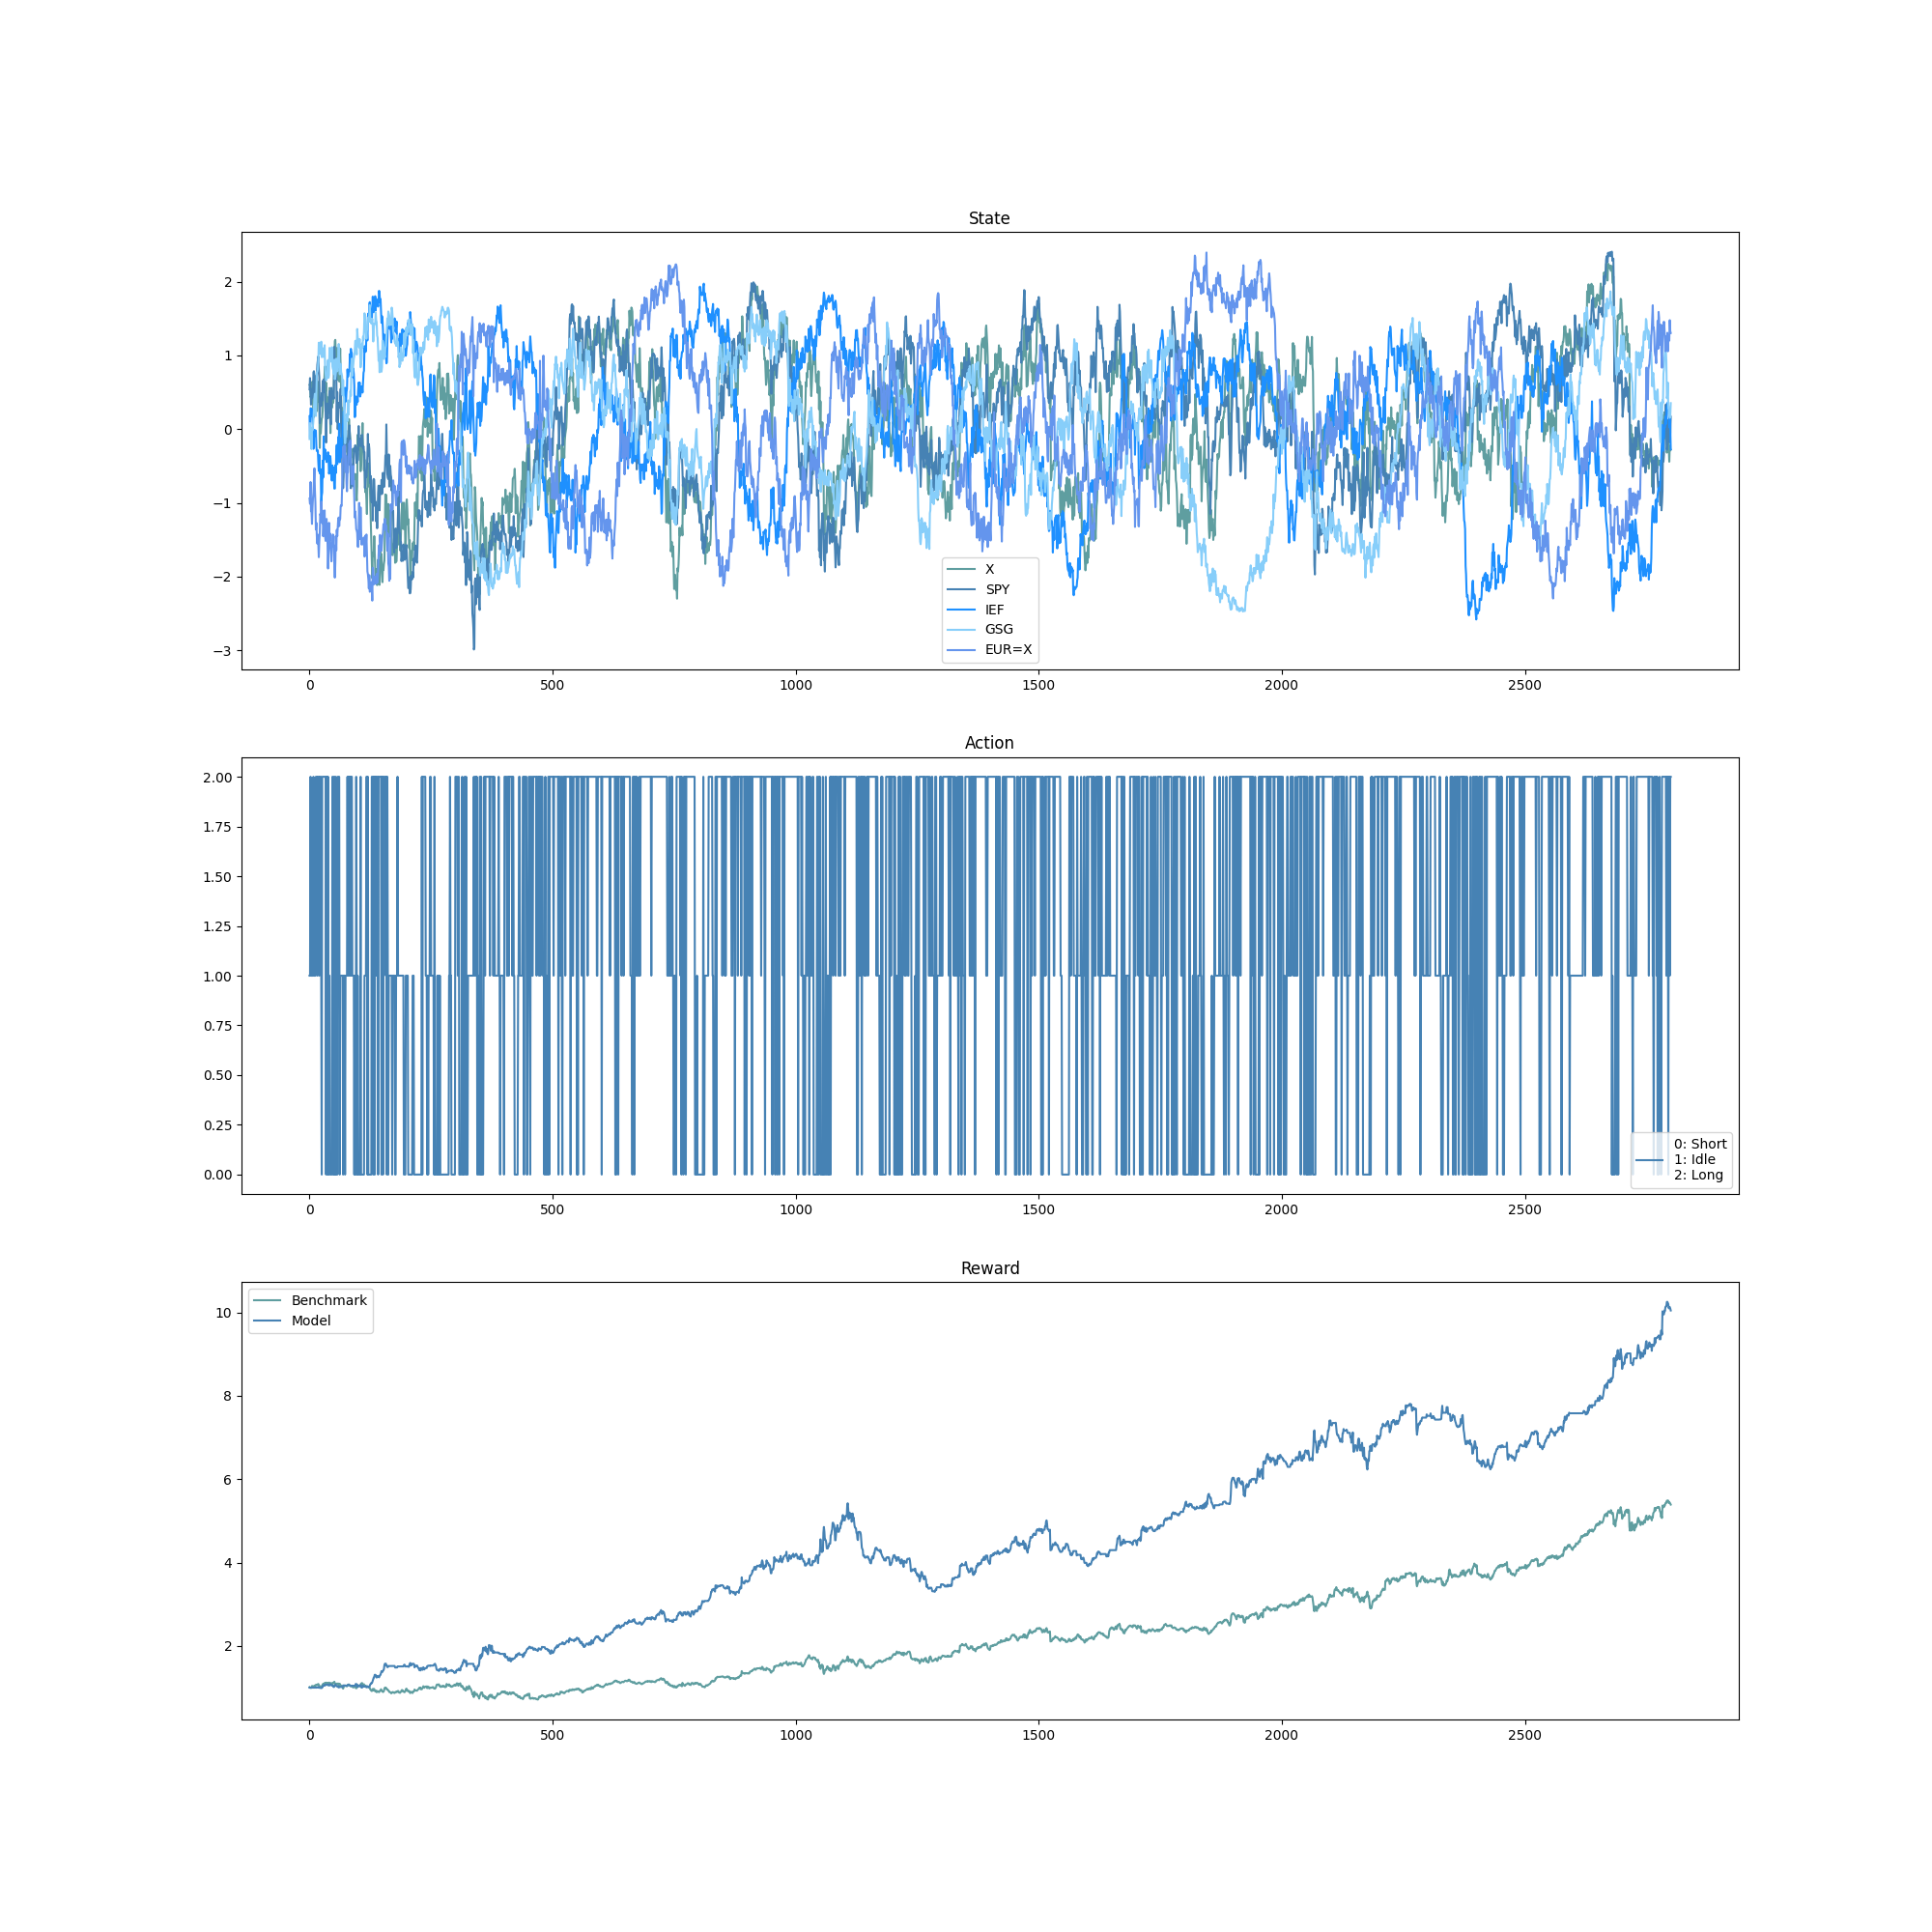 State
2
1
0
−1
−2
−3
X
SPY
IEF
GSG
EUR=X
0 500 1000 1500 2000 2500
Action
2.00
1.75
1.50
1.25
1.00
0.75
0.50
0.25
0.00
0: Short
1: Idle
2: Long
0 500 1000 1500 2000 2500
Reward
Benchmark
Model
10
8
6
4
2
0 500 1000 1500 2000 2500